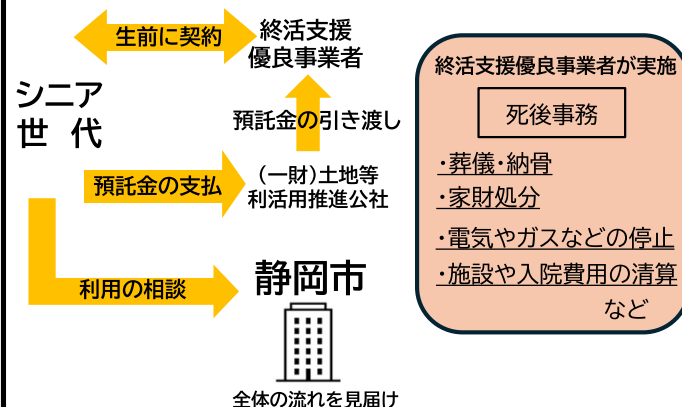 生前に契約
終活支援
優良事業者
シニア
世 代
預託金の引き渡し
預託金の支払
(一財)土地等
利活用推進公社
利用の相談
静岡市
全体の流れを見届け
終活支援優良事業者が実施
死後事務
・葬儀・納骨
・家財処分
・電気やガスなどの停止
・施設や入院費用の清算
など